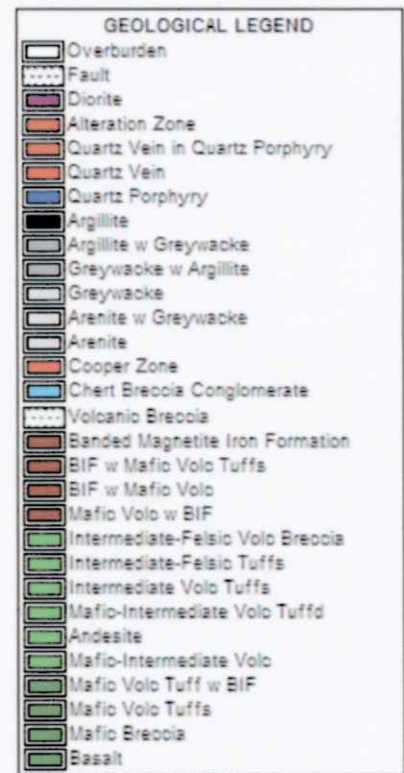 GEOLOGICAL LEGEND
Overburden
Fault
Diorite
Alteration Zone
Quartz Vein in Quartz Porphyry
Quartz Vein
Quartz Porphyry
Argillite
Argillite w Greywacke
Greywacke w Argillite
Greywacke
Arenite w Greywacke
Arenite
Cooper Zone
Chert Breccia Conglomerate
Volcanic Breccia
Banded Magnetite Iron Formation
BIF w Mafic Volc Tuffs
BIF w Mafic Volc
Mafic Volc w BIF
Intermediate-Felsic Volc Breccia
Intermediate-Felsic Tuffs
Intermediate Volc Tuffs
Mafic-Intermediate Volc Tuffd
Andesite
Mafic-Intermediate Volc
Mafic Volc Tuff w BIF
Mafic Volc Tuffs
Mafic Breccia
Basalt